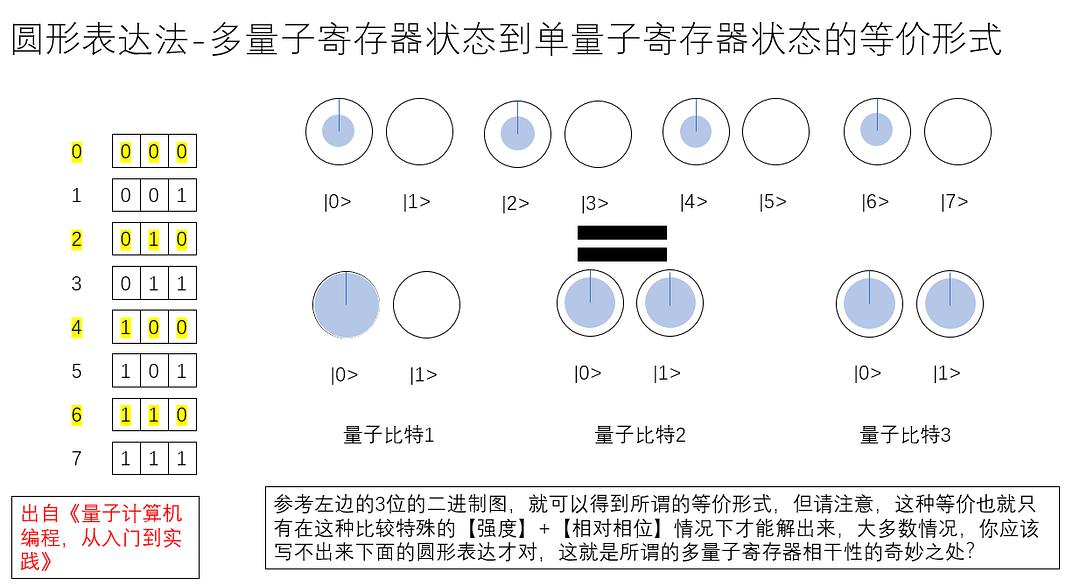 圆形表达法-多量子寄存器状态到单量子寄存器状态的等价形式
0 0 0 0
1 0 0 1
2 0 1 0
3 0 1 1
4 1 0 0
5 1 0 1
6 1 1 0
7 1 1 1
|0> |1> |2> |3> |4> |5> |6> |7>
|0> |1> |0> |1> |0> |1>
量子比特1 量子比特2 量子比特3
出自《量子计算机
编程，从入门到实
践》
参考左边的3位的二进制图，就可以得到所谓的等价形式，但请注意，这种等价也就只
有在这种比较特殊的【强度】+【相对相位】情况下才能解出来，大多数情况，你应该
写不出来下面的圆形表达才对，这就是所谓的多量子寄存器相干性的奇妙之处？